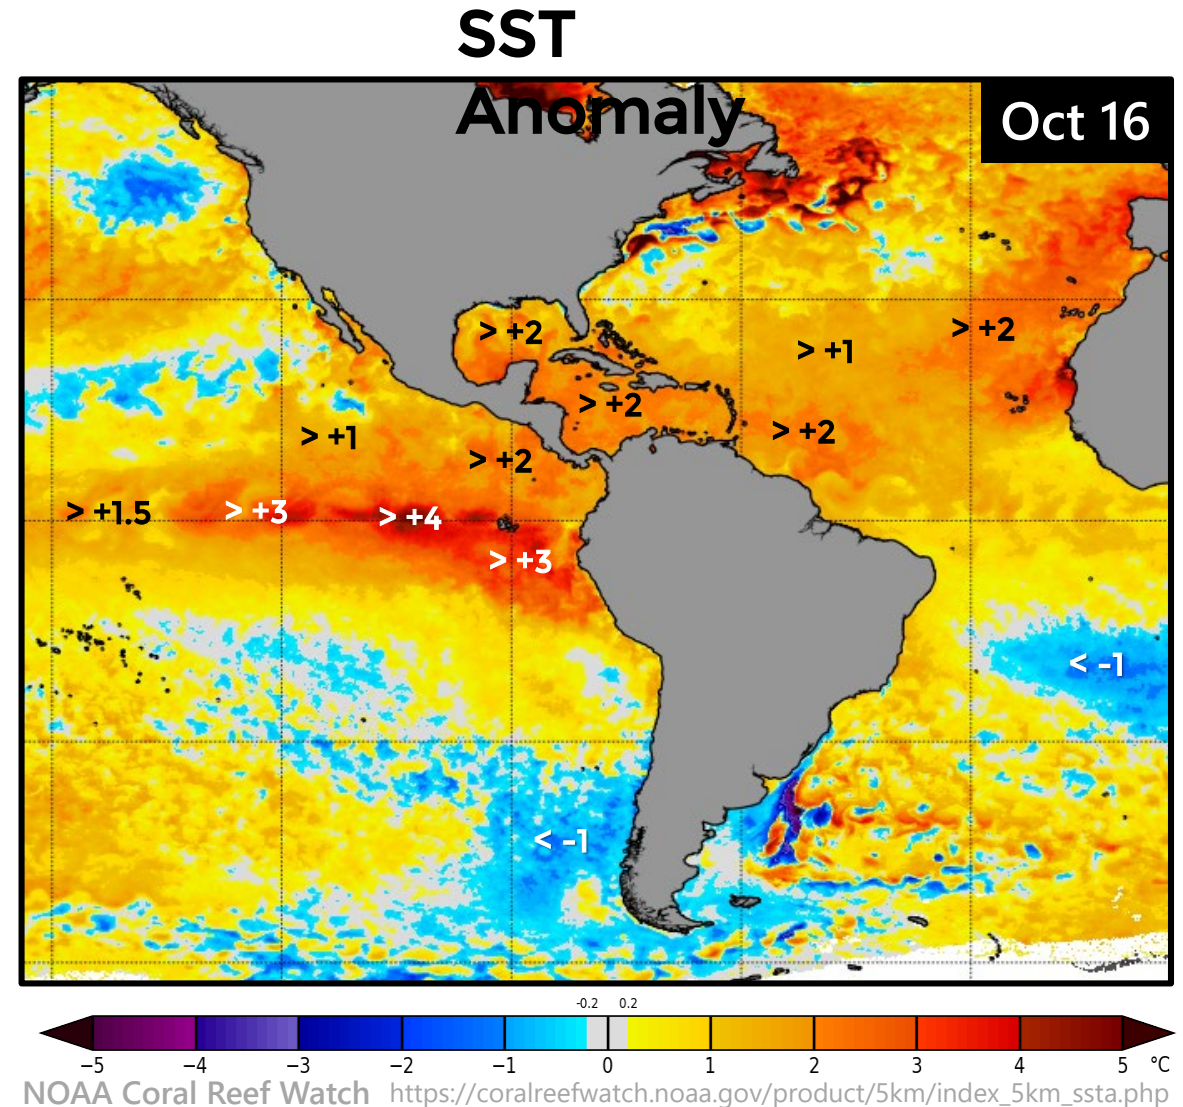 SST
Anomaly
Oct 16
> +2
> +2
> +1
> +2
> +2
> +1
> +2
> +1.5
> +3
> +4
> +3
< -1
< -1
-0.2 0.2
−5 −4 −3 −2 −1 0 1 2 3 4 5 °C
NOAA Coral Reef Watch https://coralreefwatch.noaa.gov/product/5km/index_5km_ssta.php